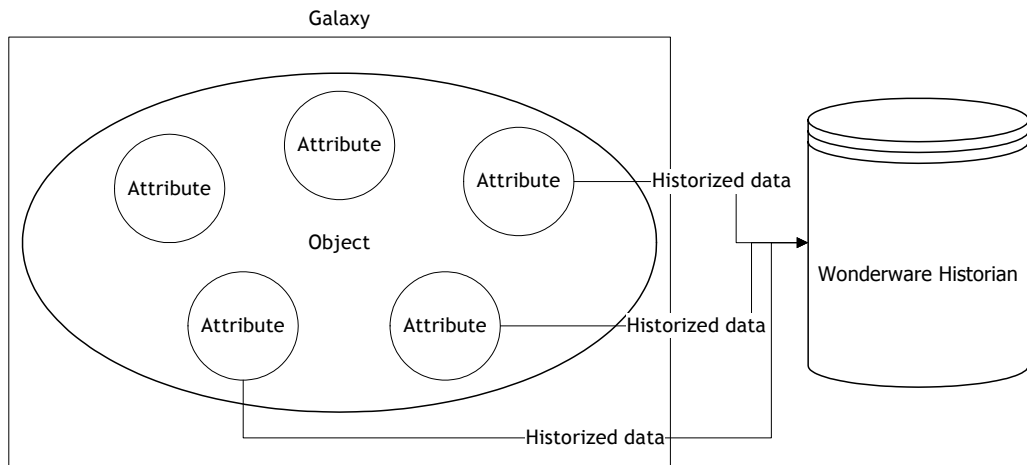 Galaxy
Attribute
Attribute
Attribute
Historized data
Object
Wonderware Historian
Attribute
Attribute
Historized data
Historized data